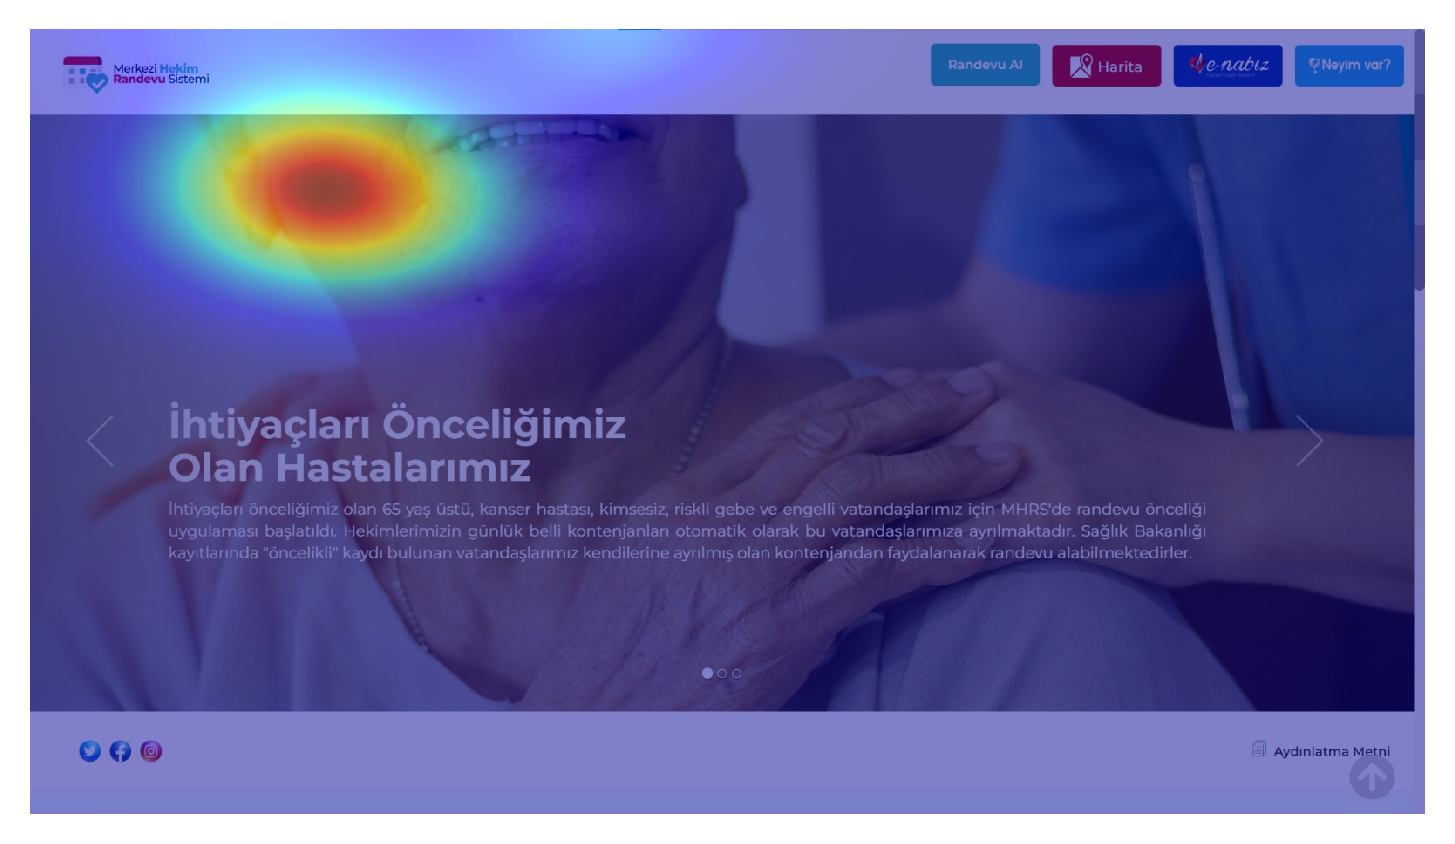 Merkezi Hekim
Randevu Sistemi
Randevu Al
Harita
e-nabız
Neyim var?
İhtiyaçları Önceliğimiz
Olan Hastalarımız
İhtiyaçları önceliğimiz olan 65 yaş üstü, kanser hastası, kimsesiz, riskli gebe ve engelli vatandaşlarımız için MHRS'de randevu önceliği
uygulaması başlatıldı. Hekimlerimizin günlük belli kontenjanları otomatik olarak bu vatandaşlarımıza ayrılmaktadır. Sağlık Bakanlığı
kayıtlarında "öncelikli" kaydı bulunan vatandaşlarımız kendilerine ayrılmış olan kontenjandan faydalanarak randevu alabilmektedirler.
Aydınlatma Metni